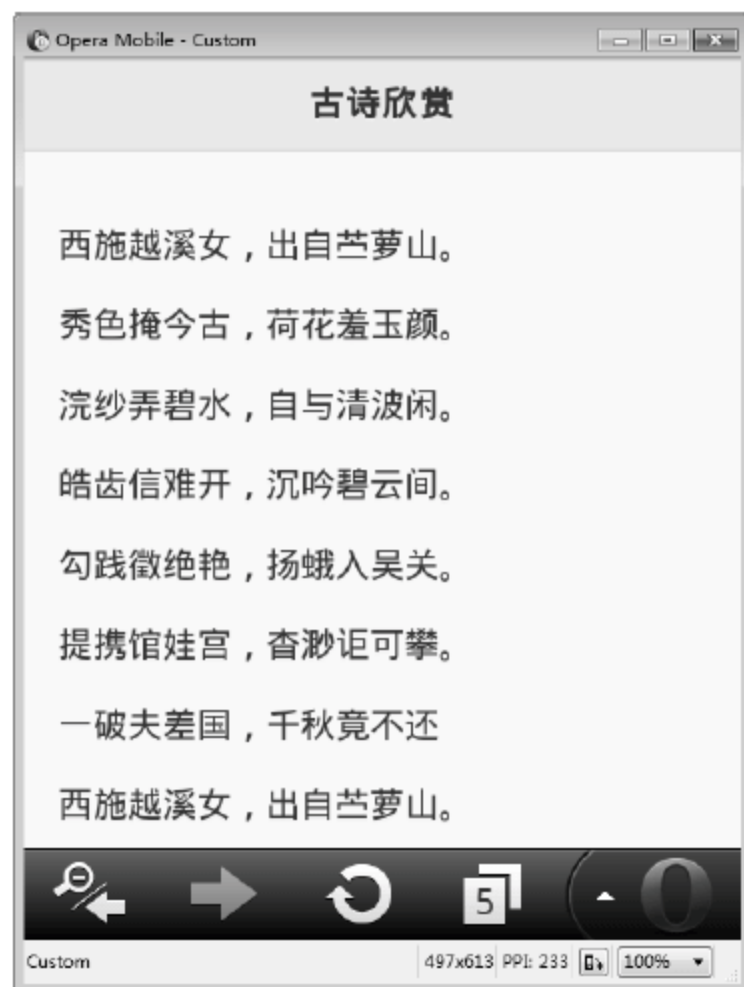 Opera Mobile - Custom
古诗欣赏
西施越溪女，出自苎萝山。
秀色掩今古，荷花羞玉颜。
浣纱弄碧水，自与清波闲。
皓齿信难开，沉吟碧云间。
勾践徵绝艳，扬蛾入吴关。
提携馆娃宫，杳渺讵可攀。
一破夫差国，千秋竟不还
西施越溪女，出自苎萝山。
5
Custom 497x613 PPI: 233 100%